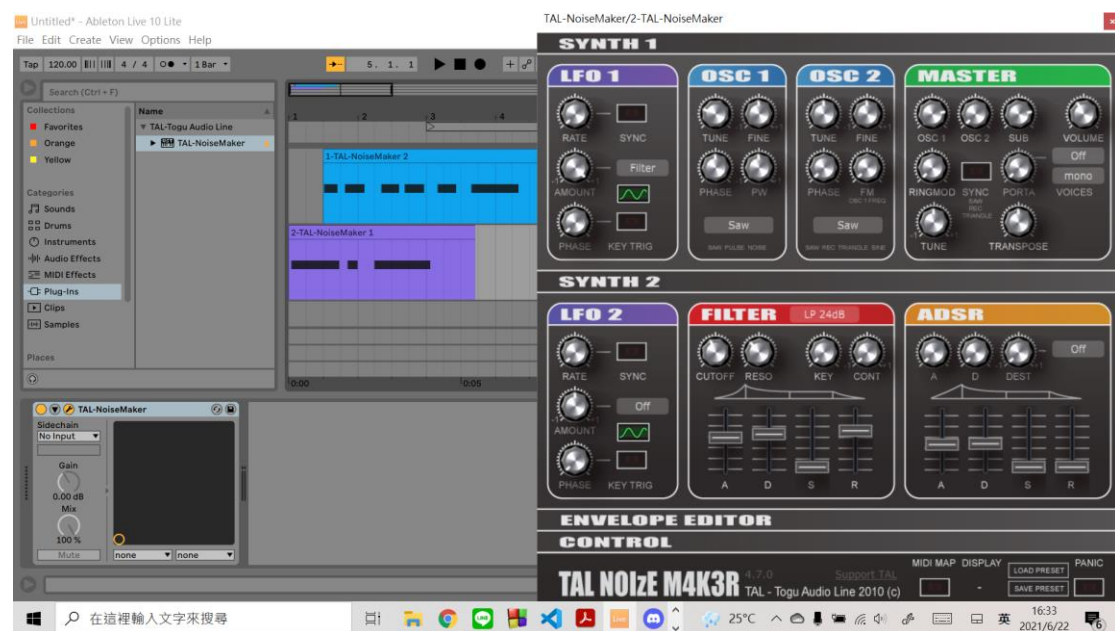 Untitled* - Ableton Live 10 Lite
File Edit Create View Options Help
Tap 120.00 4 / 4 1 Bar 5. 1. 1
Search (Ctrl + F)
Collections
Favorites
Orange
Yellow
Categories
Sounds
Drums
Instruments
Audio Effects
MIDI Effects
Plug-Ins
Clips
Samples
Places
Name
TAL-Togu Audio Line
TAL-NoiseMaker
1 2 3 4
1-TAL-NoiseMaker 2
2-TAL-NoiseMaker 1
0:00 0:05
TAL-NoiseMaker
Sidechain
No Input
Gain
0.00 dB
Mix
100 %
Mute
none none
TAL-NoiseMaker/2-TAL-NoiseMaker
SYNTH 1
LFO 1
RATE SYNC
Filter
AMOUNT
PHASE KEY TRIG
OSC 1
TUNE FINE
PHASE PW
Saw
SAW PULSE NOISE
OSC 2
TUNE FINE
PHASE FM
OSC 1 FREQ
Saw
SAW REC TRIANGLE SINE
MASTER
OSC 1 OSC 2 SUB VOLUME
Off
mono
RINGMOD SYNC PORTA VOICES
SAW
REC
TRIANGLE
TUNE TRANSPOSE
SYNTH 2
LFO 2
RATE SYNC
Off
AMOUNT
PHASE KEY TRIG
FILTER LP 24dB
CUTOFF RESO KEY CONT
A D S R
ADSR
Off
A D DEST
A D S R
ENVELOPE EDITOR
CONTROL
TAL NOIzE M4K3R 4.7.0 Support TAL
TAL - Togu Audio Line 2010 (c)
MIDI MAP DISPLAY LOAD PRESET PANIC
- SAVE PRESET
在這裡輸入文字來搜尋
25°C 英 16:33
2021/6/22 6